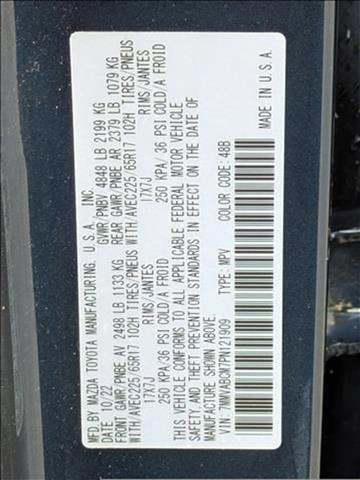 MFD BY MAZDA TOYOTA MANUFACTURING, U.S.A. INC.
DATE: 10/22 GVWR/PNBV 4848 LB 2199 KG
FRONT GAWR/PNBE AV 2498 LB 1133 KG REAR GAWR/PNBE AR 2379 LB 1079 KG
WITH/AVEC225/65R17 102H TIRES/PNEUS WITH/AVEC225/65R17 102H TIRES/PNEUS
17X7J RIMS/JANTES 17X7J RIMS/JANTES
250 KPA/36 PSI COLD/A FROID 250 KPA/36 PSI COLD/A FROID
THIS VEHICLE CONFORMS TO ALL APPLICABLE FEDERAL MOTOR VEHICLE
SAFETY, AND THEFT PREVENTION STANDARDS IN EFFECT ON THE DATE OF
MANUFACTURE SHOWN ABOVE.
VIN: 7MMVABCM7PN121909 TYPE: MPV COLOR CODE: 48B MADE IN U.S.A.